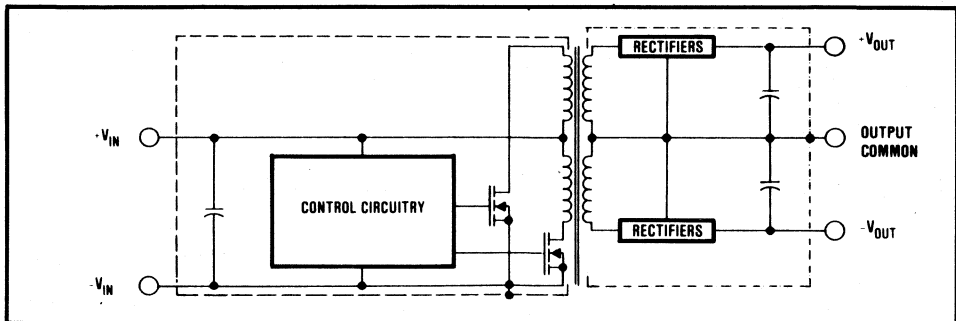 RECTIFIERS
+VOUT
+VIN
OUTPUT
COMMON
CONTROL CIRCUITRY
RECTIFIERS
-VOUT
-VIN